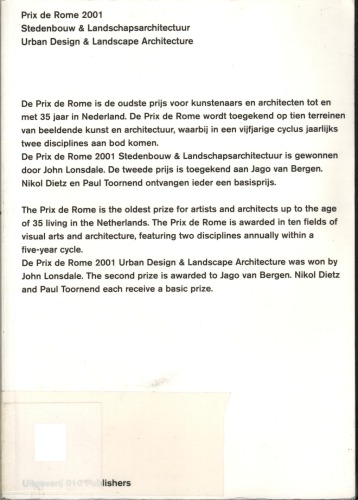 Prix de Rome 2001
Stedenbouw & Landschapsarchitectuur
Urban Design & Landscape Architecture
De Prix de Rome is de oudste prijs voor kunstenaars en architecten tot en
met 35 jaar in Nederland. De Prix de Rome wordt toegekend op tien terreinen
van beeldende kunst en architectuur, waarbij in een vijfjarige cyclus jaarlijks
twee disciplines aan bod komen.
De Prix de Rome 2001 Stedenbouw & Landschapsarchitectuur is gewonnen
door John Lonsdale. De tweede prijs is toegekend aan Jago van Bergen.
Nikol Dietz en Paul Toornend ontvangen ieder een basisprijs.
The Prix de Rome is the oldest prize for artists and architects up to the age
of 35 living in the Netherlands. The Prix de Rome is awarded in ten fields of
visual arts and architecture, featuring two disciplines annually within a
five-year cycle.
De Prix de Rome 2001 Urban Design & Landscape Architecture was won by
John Lonsdale. The second prize is awarded to Jago van Bergen. Nikol Dietz
and Paul Toornend each receive a basic prize.
Uitgeverij 010 Publishers